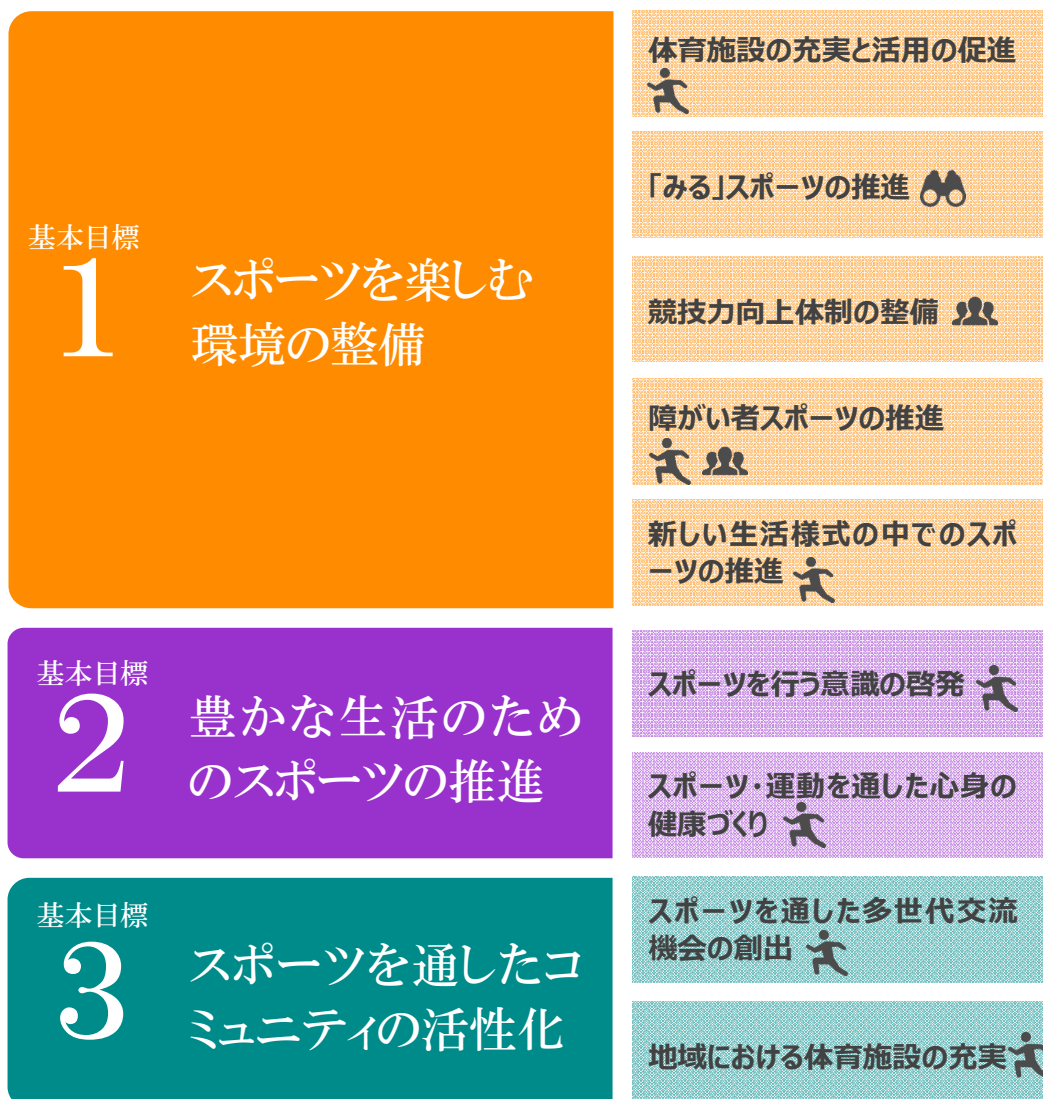 基本目標
1
スポーツを楽しむ
環境の整備
体育施設の充実と活用の促進
「みる」スポーツの推進
競技力向上体制の整備
障がい者スポーツの推進
新しい生活様式の中でのスポ
ーツの推進
基本目標
2
豊かな生活のため
のスポーツの推進
スポーツを行う意識の啓発
スポーツ・運動を通した心身の
健康づくり
基本目標
3
スポーツを通したコ
ミュニティの活性化
スポーツを通した多世代交流
機会の創出
地域における体育施設の充実